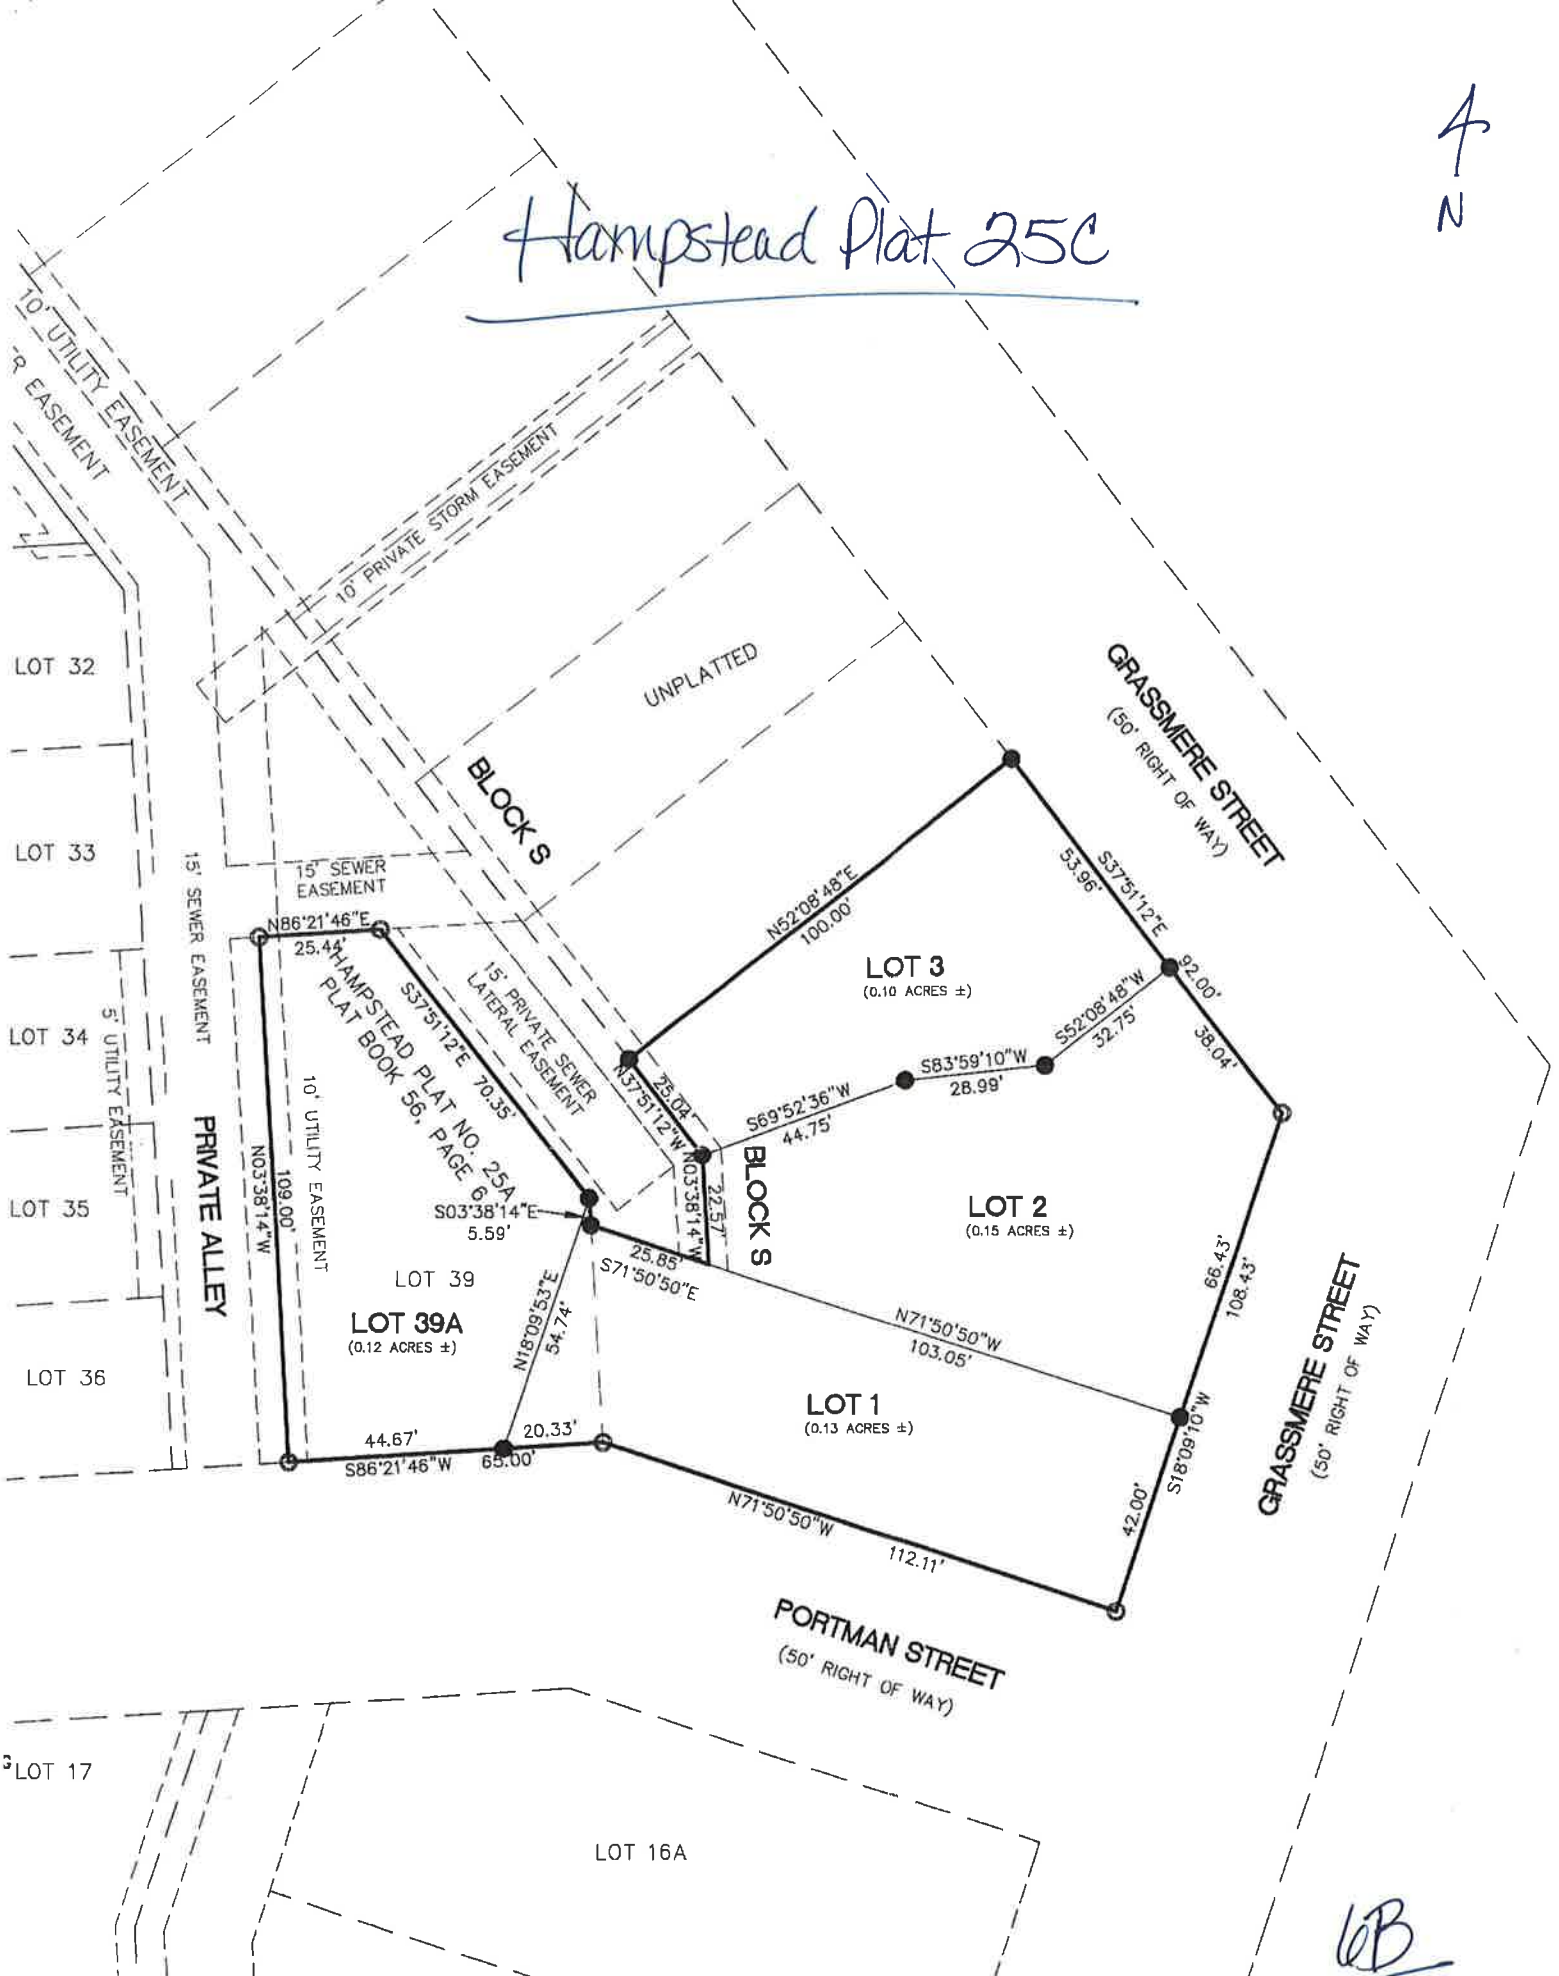 4
N
Hampstead Plat 25C
10' UTILITY EASEMENT
R EASEMENT
10' PRIVATE STORM EASEMENT
UNPLATTED
GRASSMERE STREET
(50' RIGHT OF WAY)
LOT 32
BLOCK S
LOT 33
15' SEWER
EASEMENT
15' SEWER EASEMENT
N86°21'46"E
25.44'
HAMPSTEAD PLAT NO. 25A
PLAT BOOK 56, PAGE 6
S37°51'12"E 70.35'
15' PRIVATE SEWER
LATERAL EASEMENT
N52°08'48"E
100.00'
S37°51'12"E
53.96'
92.00'
38.04'
LOT 3
(0.10 ACRES ±)
S52°08'48"W
32.75'
S83°59'10"W
28.99'
S69°52'36"W
44.75'
25.04'
N37°51'12"W
LOT 34
5' UTILITY EASEMENT
10' UTILITY EASEMENT
PRIVATE ALLEY
N03°38'14"W
109.00'
N03°38'14"W
22.57'
BLOCK S
LOT 2
(0.15 ACRES ±)
LOT 35
S03°38'14"E
5.59'
25.85'
S71°50'50"E
66.43'
108.43'
LOT 39
LOT 39A
(0.12 ACRES ±)
N18°09'53"E
54.74'
N71°50'50"W
103.05'
GRASSMERE STREET
(50' RIGHT OF WAY)
LOT 36
LOT 1
(0.13 ACRES ±)
S18°09'10"W
42.00'
44.67'
20.33'
S86°21'46"W
65.00'
N71°50'50"W
112.11'
PORTMAN STREET
(50' RIGHT OF WAY)
LOT 17
LOT 16A
6B